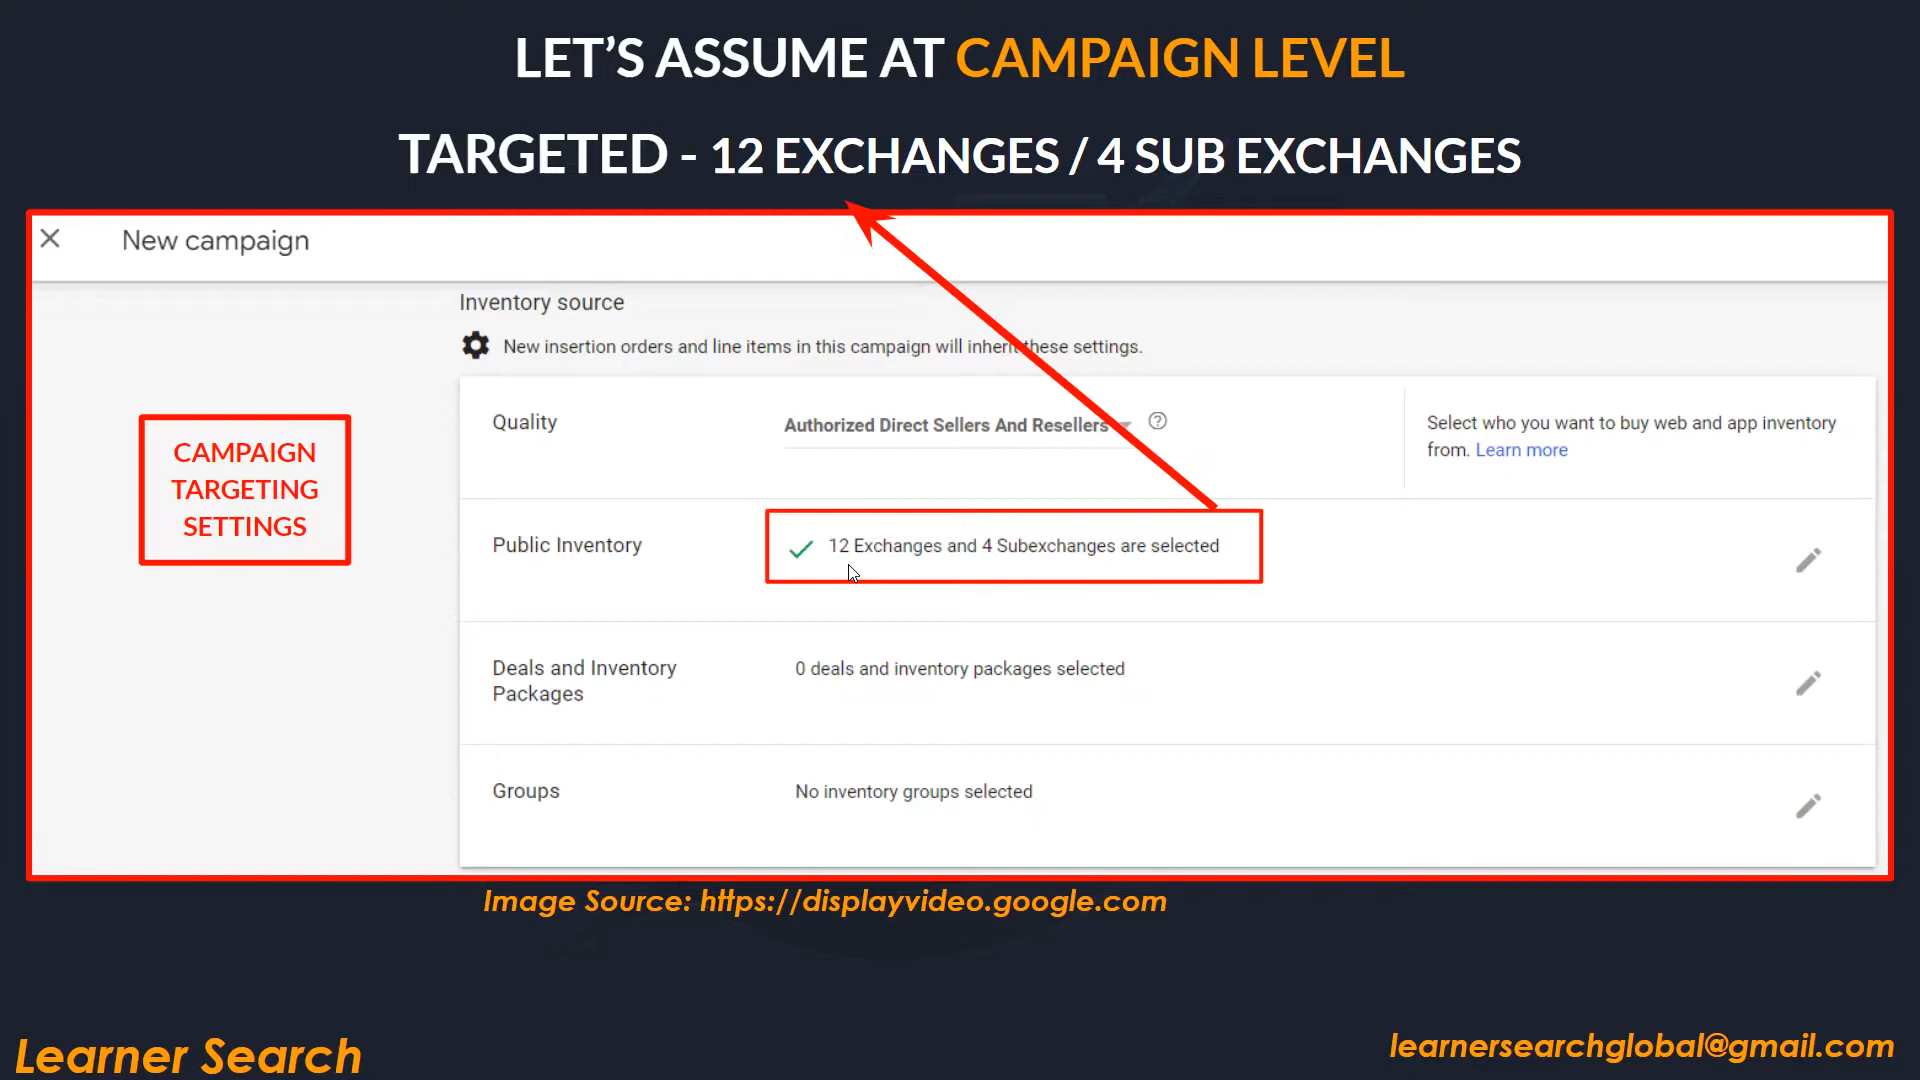 LET’S ASSUME AT CAMPAIGN LEVEL
TARGETED - 12 EXCHANGES / 4 SUB EXCHANGES
New campaign
Inventory source
New insertion orders and line items in this campaign will inherit these settings.
CAMPAIGN
TARGETING
SETTINGS
Quality
Authorized Direct Sellers And Resellers
Select who you want to buy web and app inventory
from. Learn more
Public Inventory
12 Exchanges and 4 Subexchanges are selected
Deals and Inventory
Packages
0 deals and inventory packages selected
Groups
No inventory groups selected
Image Source: https://displayvideo.google.com
Learner Search
learnersearchglobal@gmail.com